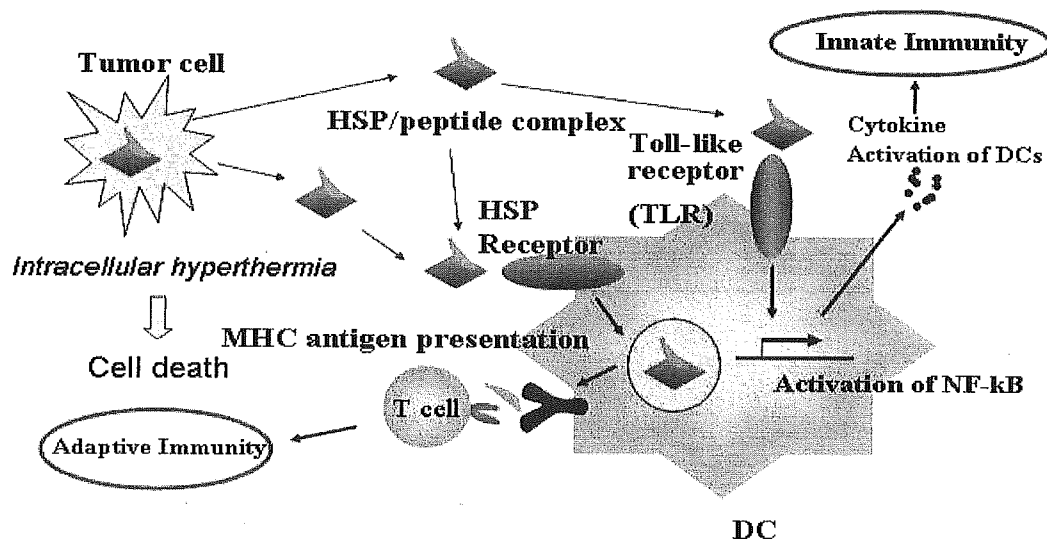 Innate Immunity
Tumor cell
HSP/peptide complex
Toll-like
receptor
(TLR)
Cytokine
Activation of DCs
HSP
Receptor
Intracellular hyperthermia
Cell death
MHC antigen presentation
T cell
Activation of NF-kB
Adaptive Immunity
DC